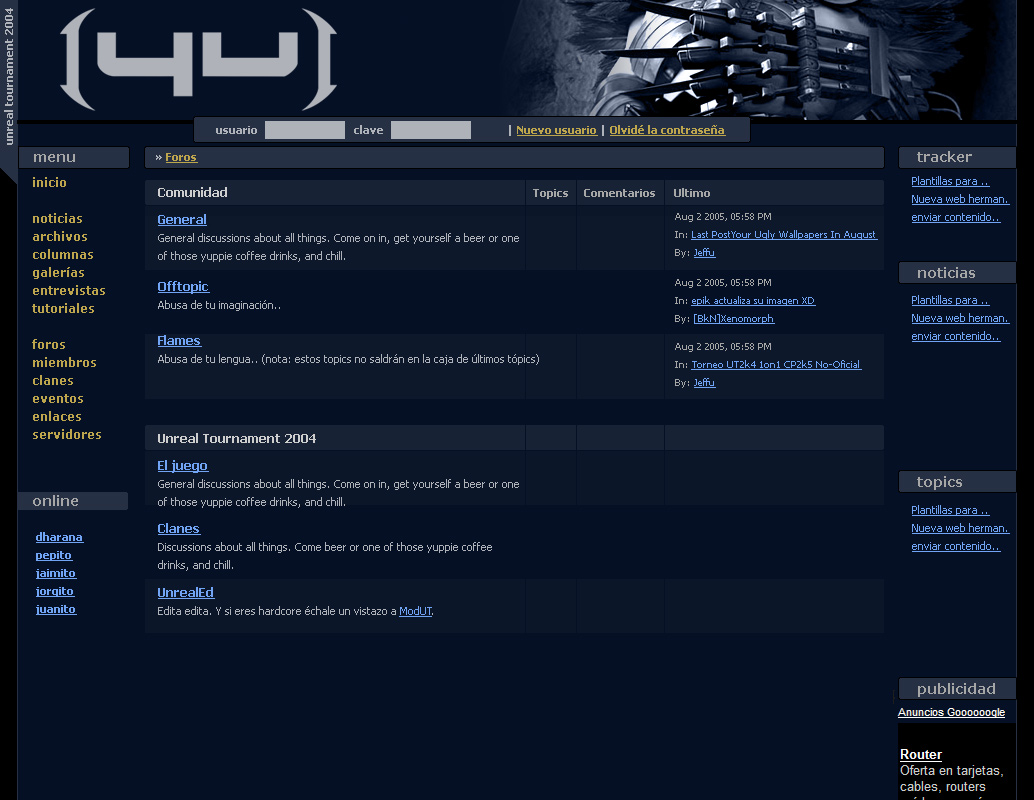 unreal tournament 2004
(4U)
usuario clave | Nuevo usuario | Olvidé la contraseña
menu
inicio
noticias
archivos
columnas
galerías
entrevistas
tutoriales
foros
miembros
clanes
eventos
enlaces
servidores
online
dharana
pepito
jaimito
jorgito
juanito
» Foros
Comunidad Topics Comentarios Ultimo
General
General discussions about all things. Come on in, get yourself a beer or one
of those yuppie coffee drinks, and chill.
Aug 2 2005, 05:58 PM
In: Last PostYour Ugly Wallpapers In August
By: Jeffu
Offtopic
Abusa de tu imaginación..
Aug 2 2005, 05:58 PM
In: epik actualiza su imagen XD
By: [BkN]Xenomorph
Flames
Abusa de tu lengua.. (nota: estos topics no saldrán en la caja de últimos tópics)
Aug 2 2005, 05:58 PM
In: Torneo UT2k4 1on1 CP2k5 No-Oficial
By: Jeffu
Unreal Tournament 2004
El juego
General discussions about all things. Come on in, get yourself a beer or one
of those yuppie coffee drinks, and chill.
Clanes
Discussions about all things. Come beer or one of those yuppie coffee
drinks, and chill.
UnrealEd
Edita edita. Y si eres hardcore échale un vistazo a ModUT.
tracker
Plantillas para ..
Nueva web herman..
enviar contenido..
noticias
Plantillas para ..
Nueva web herman..
enviar contenido..
topics
Plantillas para ..
Nueva web herman..
enviar contenido..
publicidad
Anuncios Goooooogle
Router
Oferta en tarjetas,
cables, routers